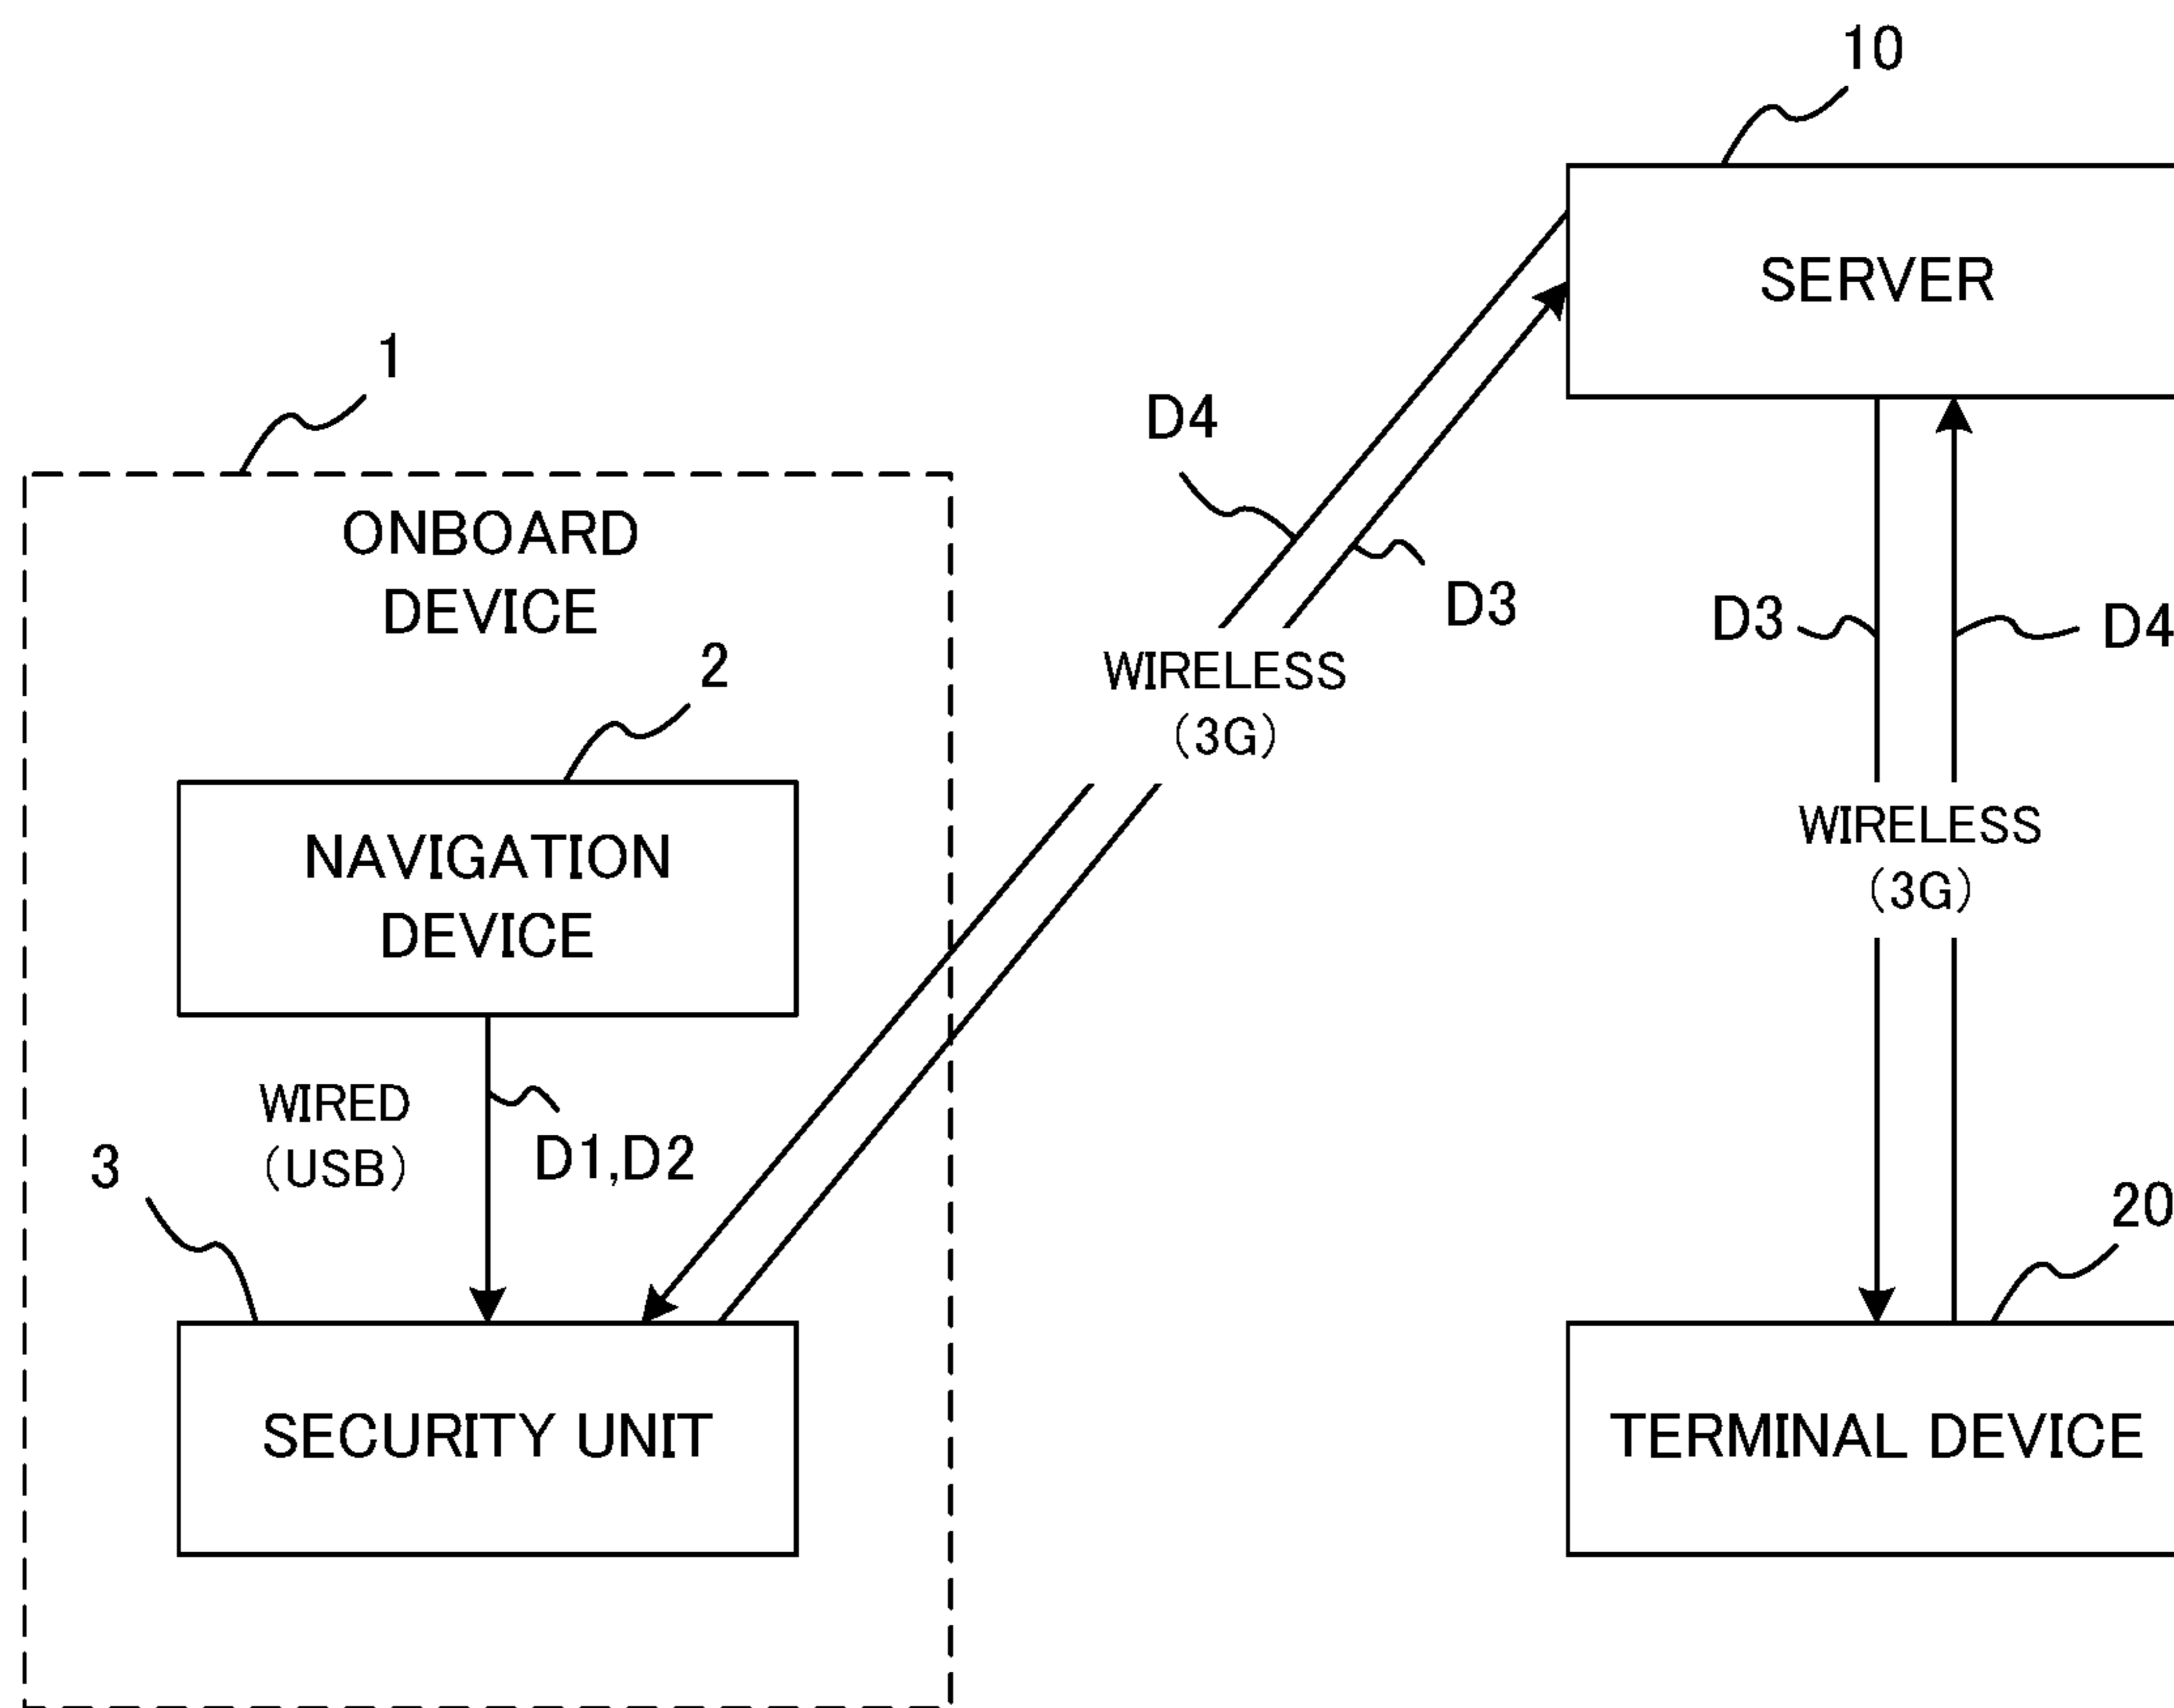 10
SERVER
1
D4
ONBOARD
DEVICE
D3
D3
D4
2
WIRELESS
(3G)
NAVIGATION
DEVICE
WIRELESS
(3G)
WIRED
(USB)
D1,D2
3
20
SECURITY UNIT
TERMINAL DEVICE